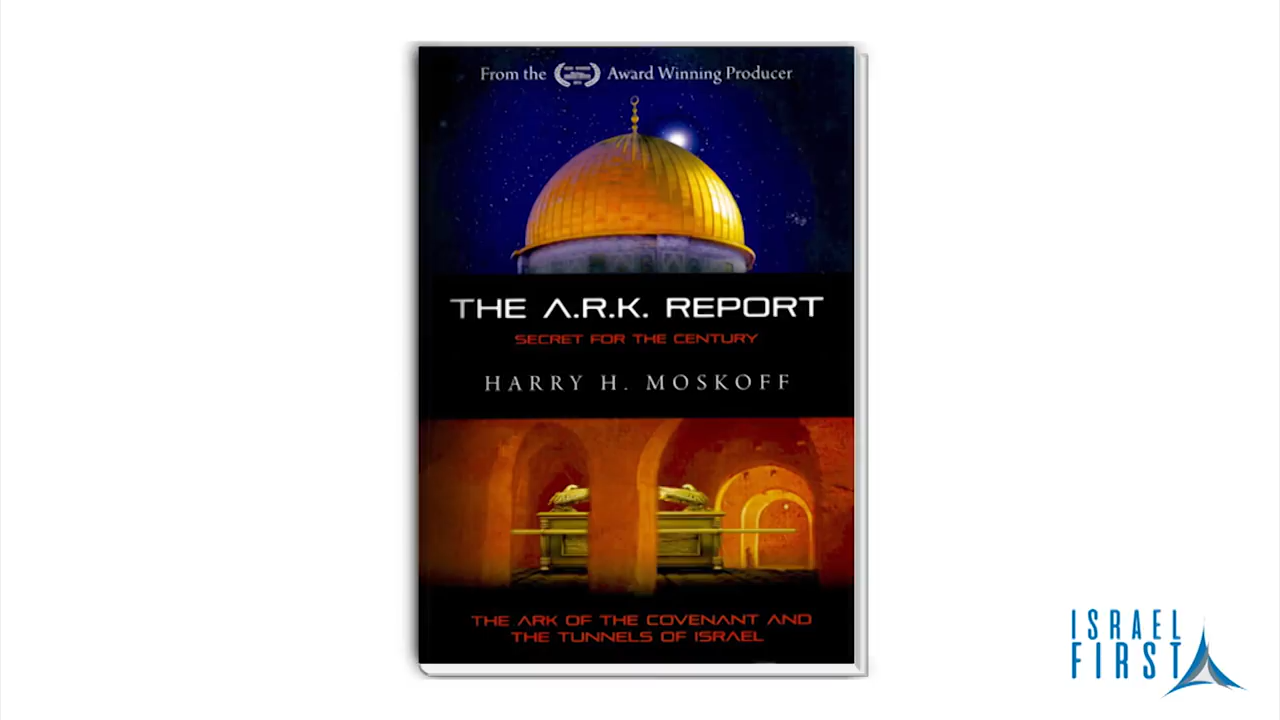 From the Award Winning Producer
THE A.R.K. REPORT
SECRET FOR THE CENTURY
HARRY H. MOSKOFF
THE ARK OF THE COVENANT AND
THE TUNNELS OF ISRAEL
ISRAEL
FIRST